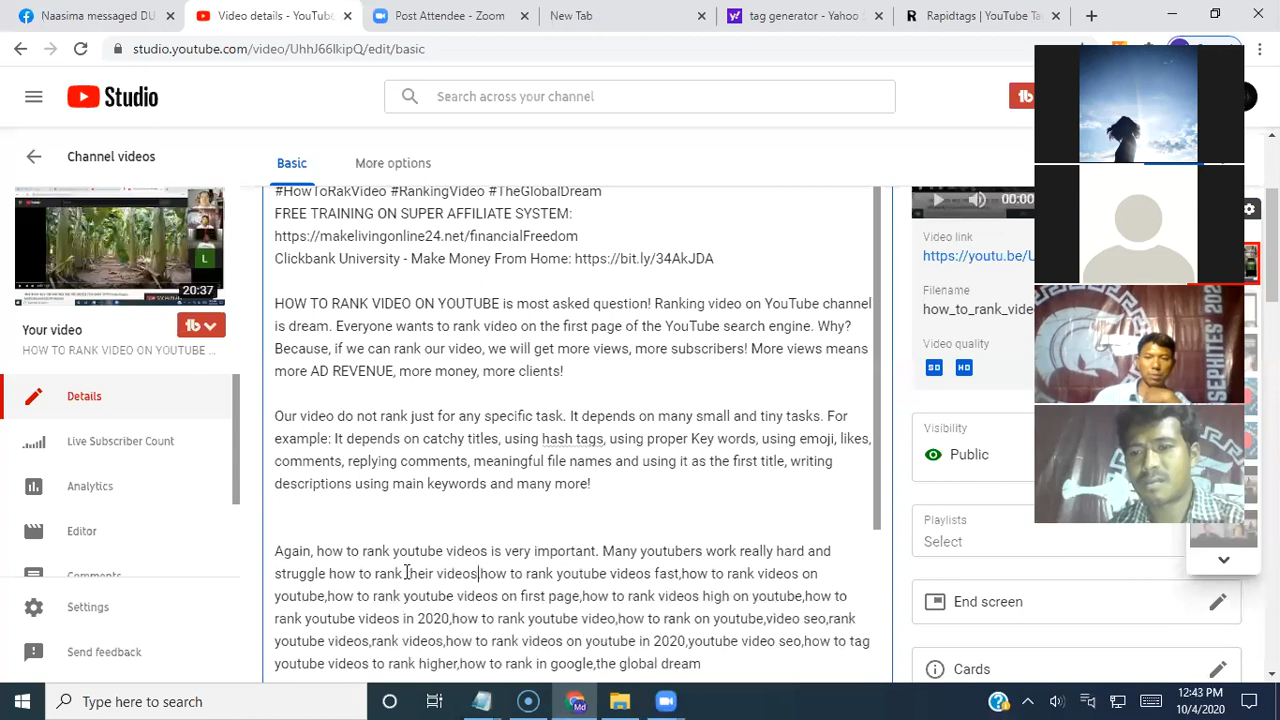 Naasima messaged you
Video details - YouTube
Post Attendee - Zoom
New Tab
tag generator - Yahoo
Rapidtags | YouTube Ta
studio.youtube.com/video/UhhJ66lkipQ/edit/basic
Studio
Search across your channel
Channel videos
Basic
More options
20:37
L
Your video
HOW TO RANK VIDEO ON YOUTUBE ...
Details
Live Subscriber Count
Analytics
Editor
Comments
Settings
Send feedback
#HowToRakVideo #RankingVideo #TheGlobalDream
FREE TRAINING ON SUPER AFFILIATE SYSTEM:
https://makelivingonline24.net/financialFreedom
Clickbank University - Make Money From Home: https://bit.ly/34AkJDA
HOW TO RANK VIDEO ON YOUTUBE is most asked question! Ranking video on YouTube channel
is dream. Everyone wants to rank video on the first page of the YouTube search engine. Why?
Because, if we can rank our video, we will get more views, more subscribers! More views means
more AD REVENUE, more money, more clients!
Our video do not rank just for any specific task. It depends on many small and tiny tasks. For
example: It depends on catchy titles, using hash tags, using proper Key words, using emoji, likes,
comments, replying comments, meaningful file names and using it as the first title, writing
descriptions using main keywords and many more!
Again, how to rank youtube videos is very important. Many youtubers work really hard and
struggle how to rank their videos,how to rank youtube videos fast,how to rank videos on
youtube,how to rank youtube videos on first page,how to rank videos high on youtube,how to
rank youtube videos in 2020,how to rank youtube video,how to rank on youtube,video seo,rank
youtube videos,rank videos,how to rank videos on youtube in 2020,youtube video seo,how to tag
youtube videos to rank higher,how to rank in google,the global dream
00:00
Video link
https://youtu.be/U
Filename
how_to_rank_vide
Video quality
SD HD
Visibility
Public
Playlists
Select
End screen
Cards
SEPHITES 202
Type here to search
12:43 PM
10/4/2020